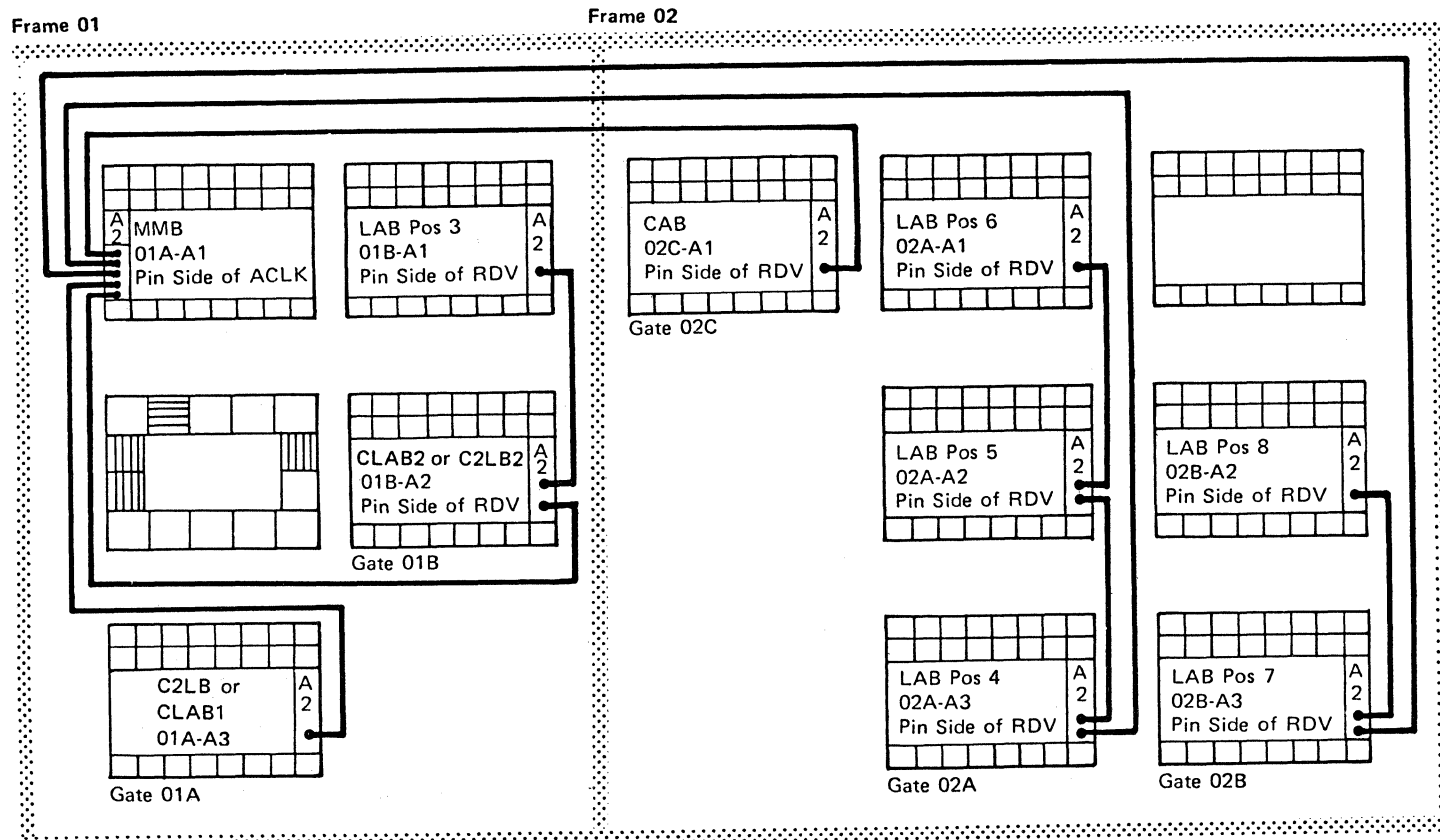 Frame 01
Frame 02
A
2
MMB
01A-A1
Pin Side of ACLK
LAB Pos 3
01B-A1
Pin Side of RDV
A
2
CAB
02C-A1
Pin Side of RDV
A
2
Gate 02C
LAB Pos 6
02A-A1
Pin Side of RDV
A
2
CLAB2 or C2LB2
01B-A2
Pin Side of RDV
A
2
Gate 01B
LAB Pos 5
02A-A2
Pin Side of RDV
A
2
LAB Pos 8
02B-A2
Pin Side of RDV
A
2
C2LB or
CLAB1
01A-A3
A
2
Gate 01A
LAB Pos 4
02A-A3
Pin Side of RDV
A
2
Gate 02A
LAB Pos 7
02B-A3
Pin Side of RDV
A
2
Gate 02B